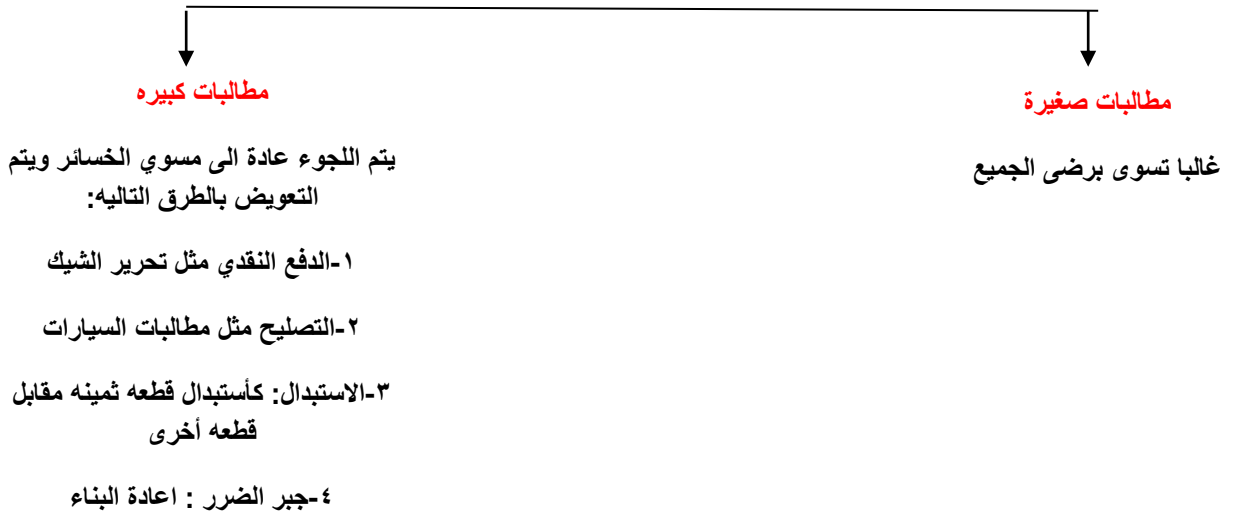 مطالبات صغيرة
غالبا تسوى برضى الجميع
مطالبات كبيره
يتم اللجوء عادة الى مسوي الخسائر ويتم
التعويض بالطرق التاليه:
١-الدفع النقدي مثل تحرير الشيك
٢-التصليح مثل مطالبات السيارات
٣-الاستبدال: كأستبدال قطعه ثمينه مقابل
قطعه أخرى
٤-جبر الضرر : اعادة البناء